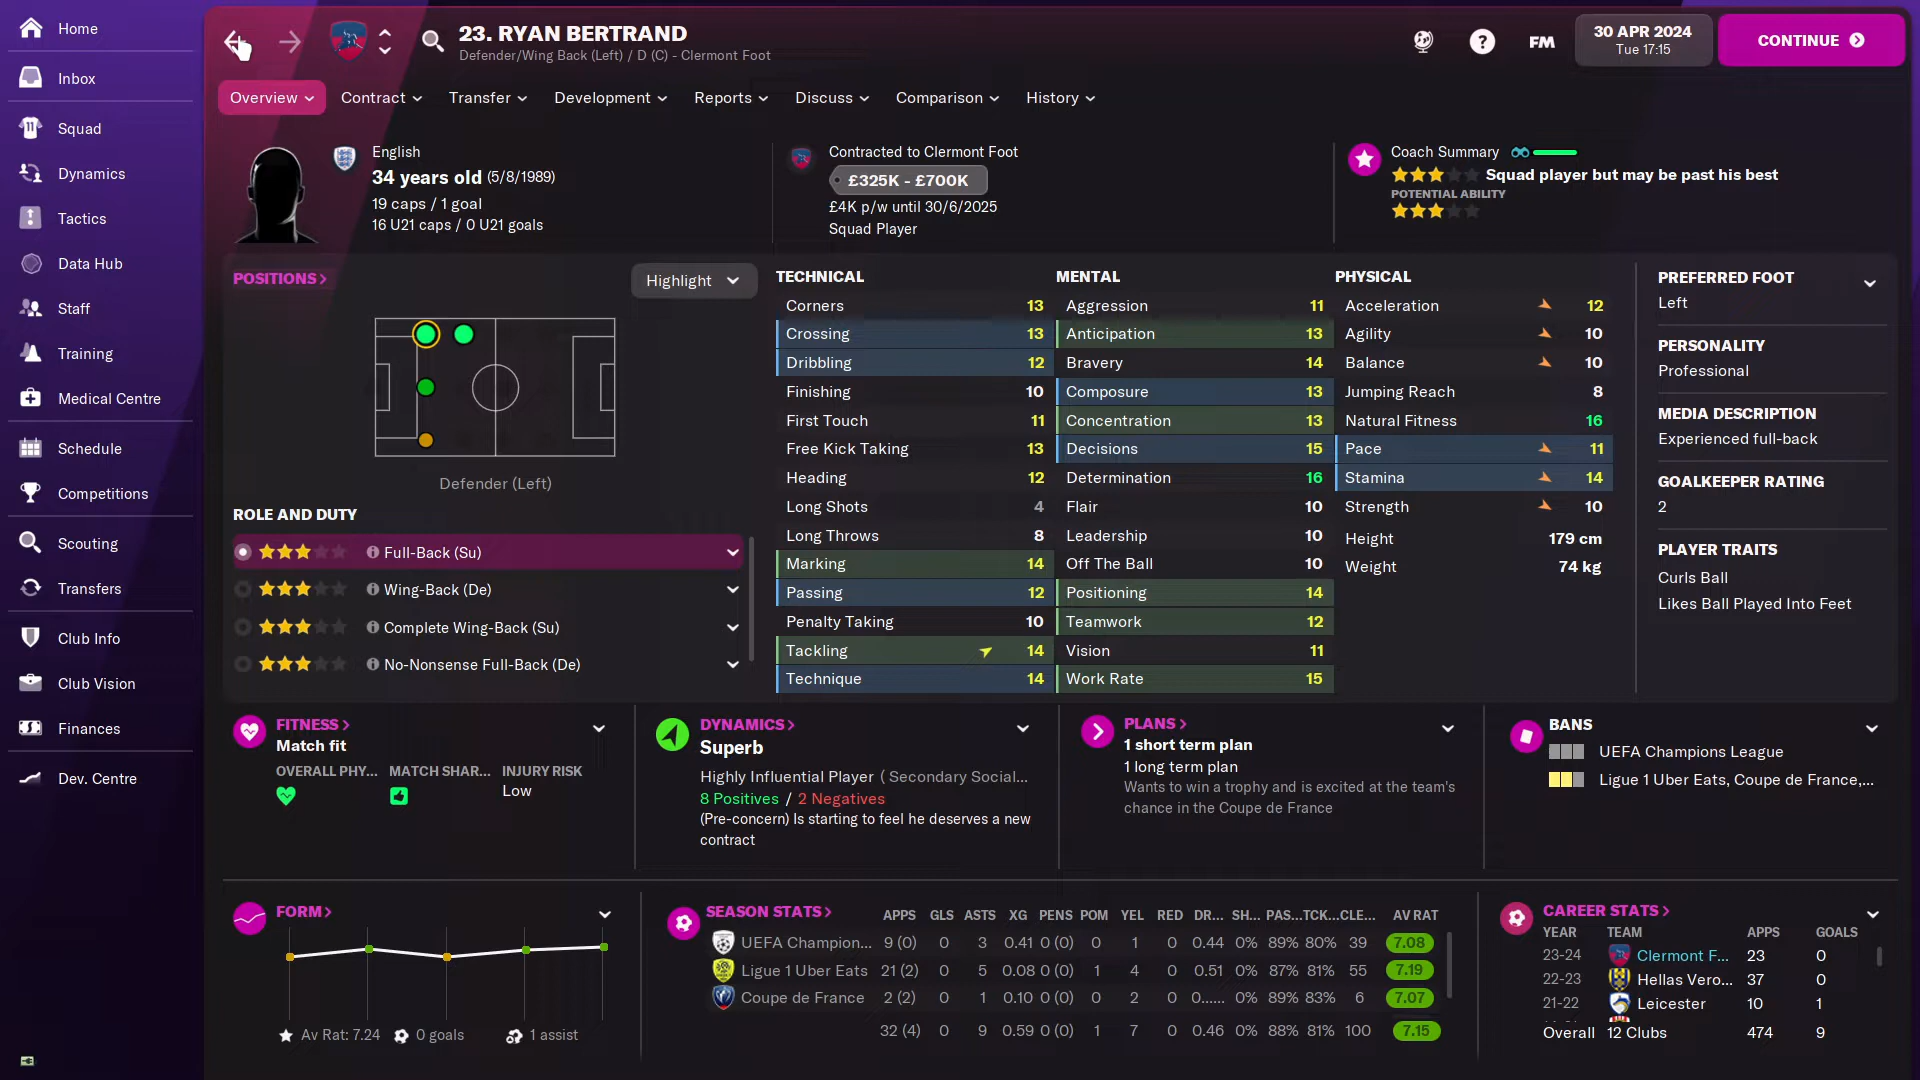 Home
Inbox
Squad
Dynamics
Tactics
Data Hub
Staff
Training
Medical Centre
Schedule
Competitions
Scouting
Transfers
Club Info
Club Vision
Finances
Dev. Centre
23. RYAN BERTRAND
Defender/Wing Back (Left) / D (C) - Clermont Foot
FM
30 APR 2024
Tue 17:15
CONTINUE
Overview Contract Transfer Development Reports Discuss Comparison History
English
34 years old (5/8/1989)
19 caps / 1 goal
16 U21 caps / 0 U21 goals
Contracted to Clermont Foot
£325K - £700K
£4K p/w until 30/6/2025
Squad Player
Coach Summary
Squad player but may be past his best
POTENTIAL ABILITY
POSITIONS
Highlight
Defender (Left)
ROLE AND DUTY
Full-Back (Su)
Wing-Back (De)
Complete Wing-Back (Su)
No-Nonsense Full-Back (De)
TECHNICAL
Corners 13
Crossing 13
Dribbling 12
Finishing 10
First Touch 11
Free Kick Taking 13
Heading 12
Long Shots 4
Long Throws 8
Marking 14
Passing 12
Penalty Taking 10
Tackling 14
Technique 14
MENTAL
Aggression 11
Anticipation 13
Bravery 14
Composure 13
Concentration 13
Decisions 15
Determination 16
Flair 10
Leadership 10
Off The Ball 10
Positioning 14
Teamwork 12
Vision 11
Work Rate 15
PHYSICAL
Acceleration 12
Agility 10
Balance 10
Jumping Reach 8
Natural Fitness 16
Pace 11
Stamina 14
Strength 10
Height 179 cm
Weight 74 kg
PREFERRED FOOT
Left
PERSONALITY
Professional
MEDIA DESCRIPTION
Experienced full-back
GOALKEEPER RATING
2
PLAYER TRAITS
Curls Ball
Likes Ball Played Into Feet
FITNESS
Match fit
OVERALL PHY... MATCH SHAR... INJURY RISK
Low
DYNAMICS
Superb
Highly Influential Player ( Secondary Social...
8 Positives / 2 Negatives
(Pre-concern) Is starting to feel he deserves a new
contract
PLANS
1 short term plan
1 long term plan
Wants to win a trophy and is excited at the team's
chance in the Coupe de France
BANS
UEFA Champions League
Ligue 1 Uber Eats, Coupe de France,...
FORM
Av Rat: 7.24 0 goals 1 assist
SEASON STATS APPS GLS ASTS XG PENS POM YEL RED DR... SH... PAS... TCK... CLE... AV RAT
UEFA Champion... 9 (0) 0 3 0.41 0 (0) 0 1 0 0.44 0% 89% 80% 39 7.08
Ligue 1 Uber Eats 21 (2) 0 5 0.08 0 (0) 1 4 0 0.51 0% 87% 81% 55 7.19
Coupe de France 2 (2) 0 1 0.10 0 (0) 0 2 0 0...... 0% 89% 83% 6 7.07
32 (4) 0 9 0.59 0 (0) 1 7 0 0.46 0% 88% 81% 100 7.15
CAREER STATS
YEAR TEAM APPS GOALS
23-24 Clermont F... 23 0
22-23 Hellas Vero... 37 0
21-22 Leicester 10 1
Overall 12 Clubs 474 9